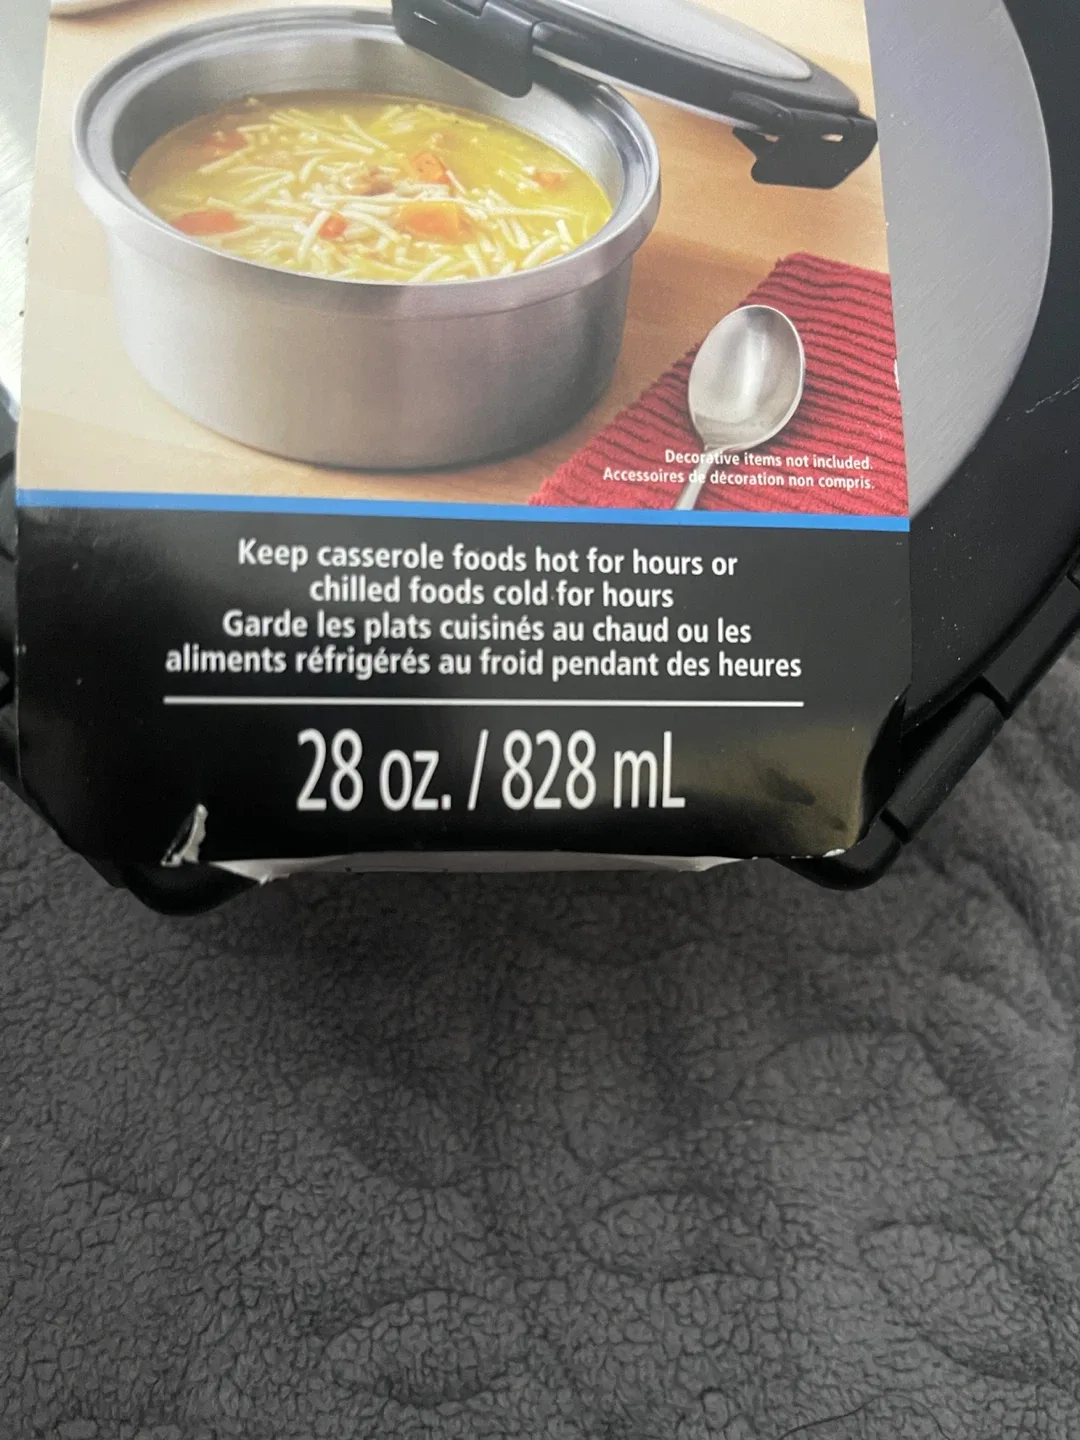 Decorative items not included.
Accessoires de décoration non compris.
Keep casserole foods hot for hours or
chilled foods cold for hours
Garde les plats cuisinés au chaud ou les
aliments réfrigérés au froid pendant des heures
28 oz. / 828 mL